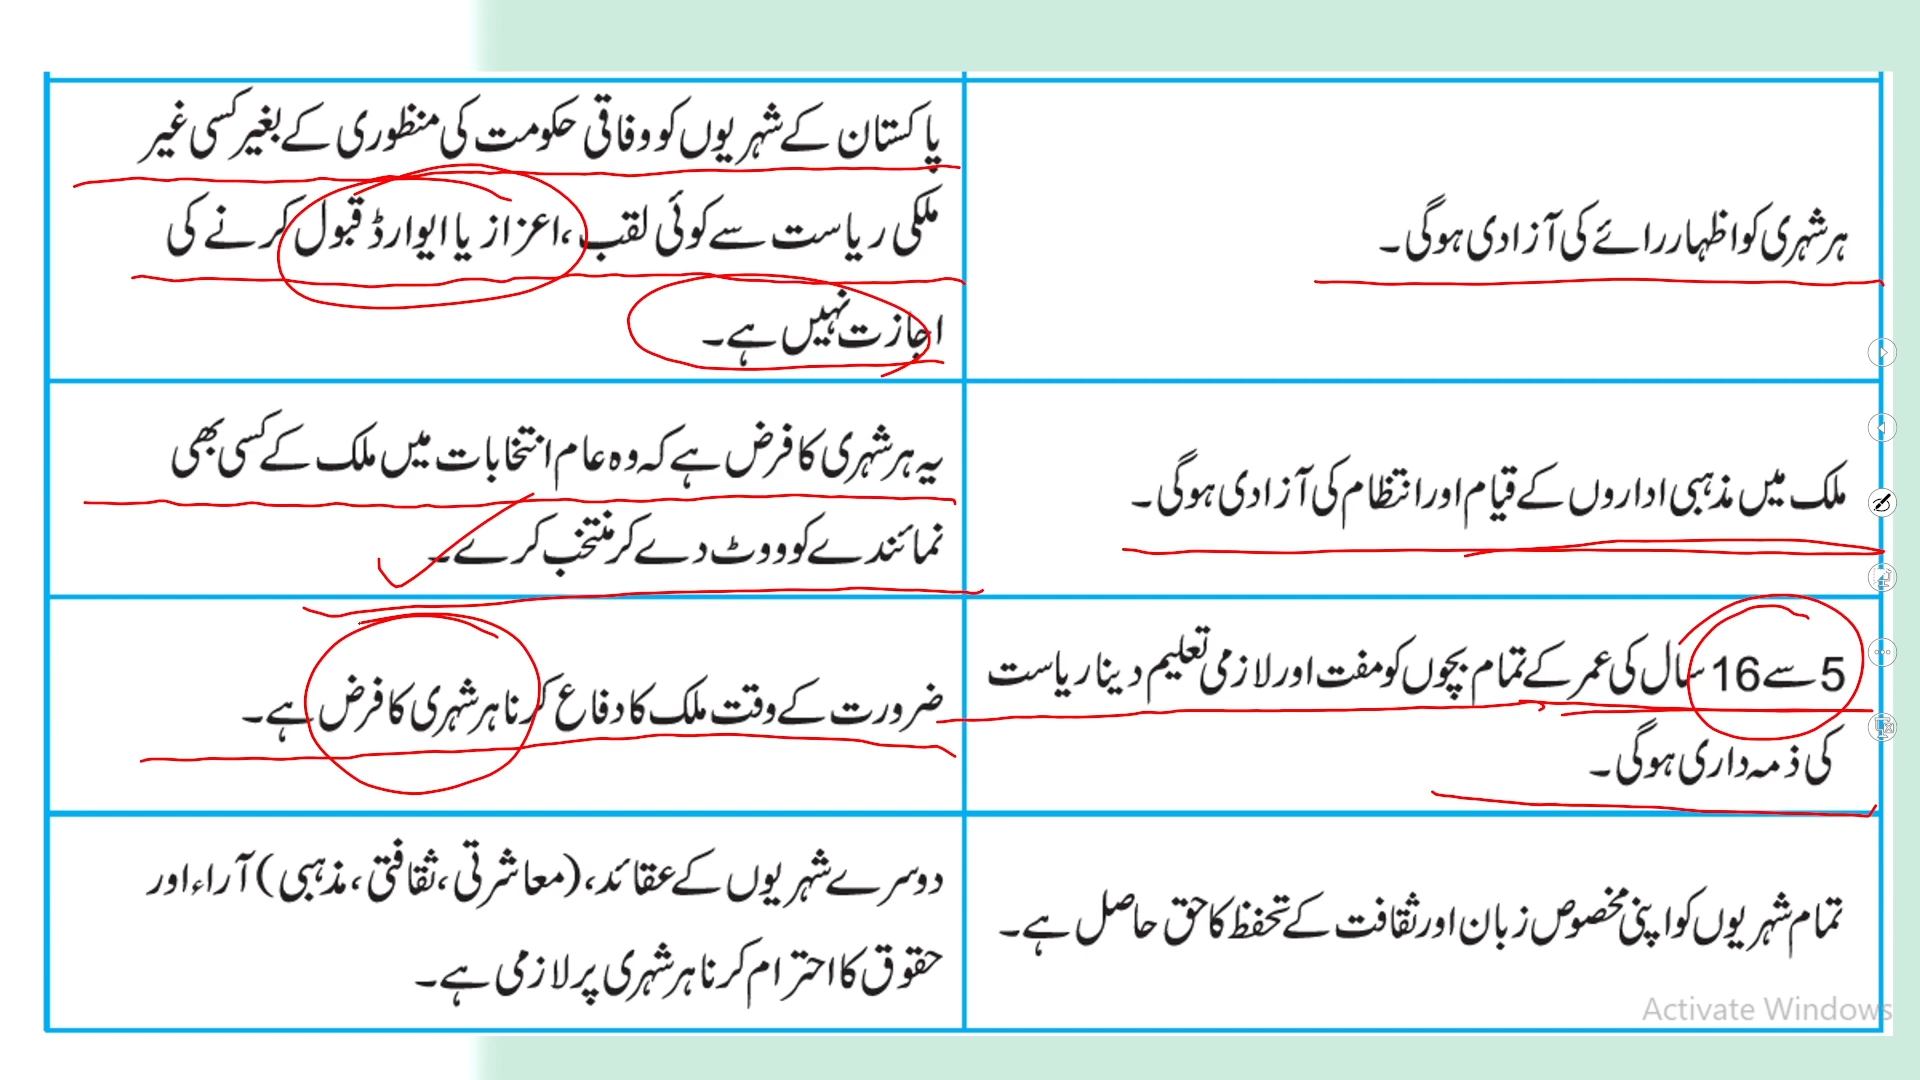 ہر شہری کو اظہار رائے کی آزادی ہوگی۔
پاکستان کے شہریوں کو وفاقی حکومت کی منظوری کے بغیر کسی غیر
ملکی ریاست سے کوئی لقب، اعزاز یا ایوارڈ قبول کرنے کی
اجازت نہیں ہے۔
ملک میں مذہبی اداروں کے قیام اور انتظام کی آزادی ہوگی۔
یہ ہر شہری کا فرض ہے کہ وہ عام انتخابات میں ملک کے کسی بھی
نمائندے کو ووٹ دے کر منتخب کرے۔
5 سے 16 سال کی عمر کے تمام بچوں کو مفت اور لازمی تعلیم دینا ریاست
کی ذمہ داری ہوگی۔
ضرورت کے وقت ملک کا دفاع کرنا ہر شہری کا فرض ہے۔
تمام شہریوں کو اپنی مخصوص زبان اور ثقافت کے تحفظ کا حق حاصل ہے۔
دوسرے شہریوں کے عقائد، (معاشرتی، ثقافتی، مذہبی) آراء اور
حقوق کا احترام کرنا ہر شہری پر لازمی ہے۔
Activate Windows